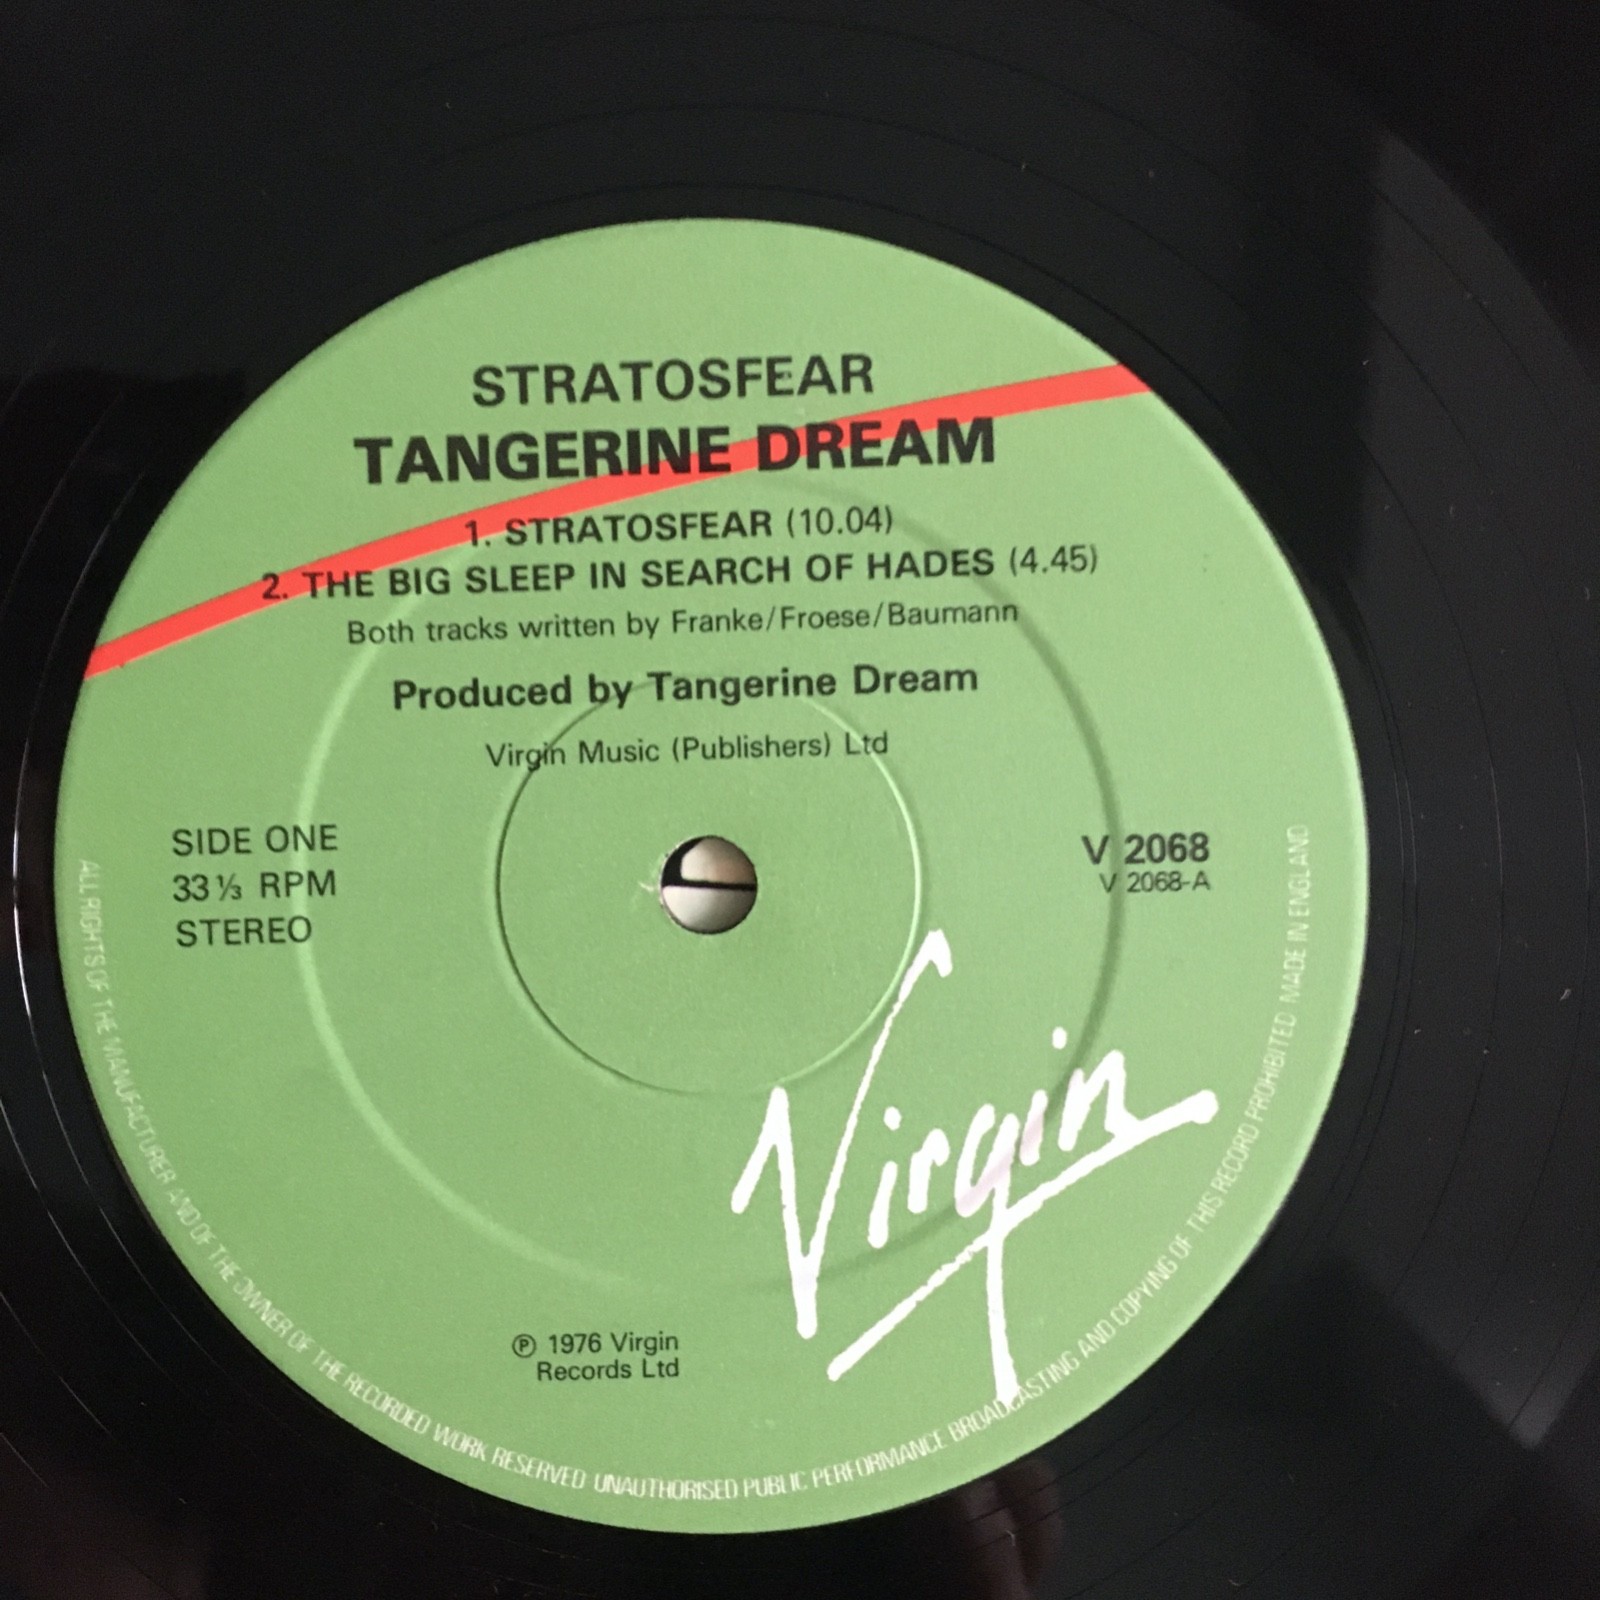 STRATOSFEAR
TANGERINE DREAM
1. STRATOSFEAR (10.04)
2. THE BIG SLEEP IN SEARCH OF HADES (4.45)
Both tracks written by Franke/Froese/Baumann
Produced by Tangerine Dream
Virgin Music (Publishers) Ltd
SIDE ONE
33 ⅓ RPM
STEREO
V 2068
V 2068-A
Virgin
℗ 1976 Virgin
Records Ltd
ALL RIGHTS OF THE MANUFACTURER AND OF THE OWNER OF THE RECORDED WORK RESERVED UNAUTHORISED PUBLIC PERFORMANCE BROADCASTING AND COPYING OF THIS RECORD PROHIBITED MADE IN ENGLAND